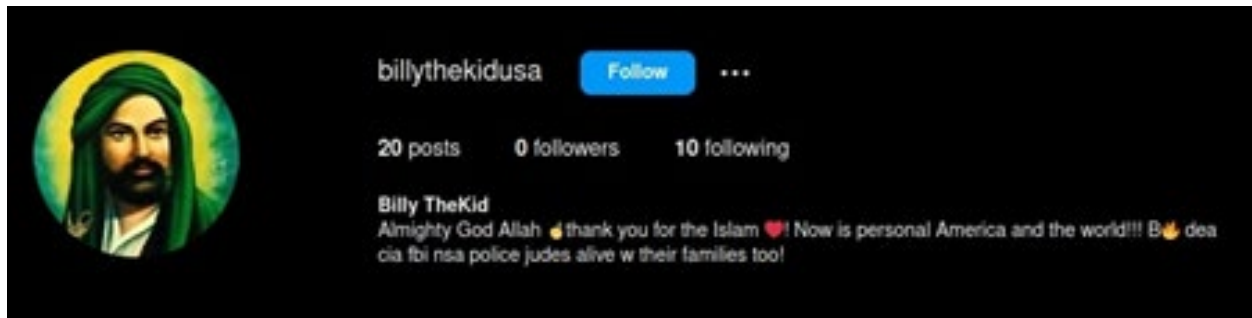 billythekidusa Follow •••
20 posts 0 followers 10 following
Billy TheKid
Almighty God Allah ☝thank you for the Islam ❤! Now is personal America and the world!!! B🔥 dea
cia fbi nsa police judes alive w their families too!